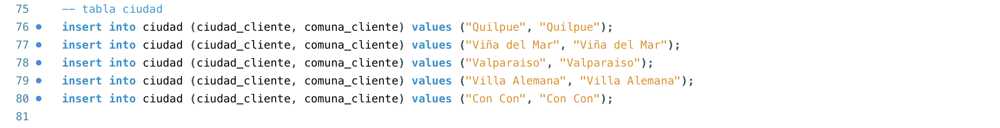 75 -- tabla ciudad
76 insert into ciudad (ciudad_cliente, comuna_cliente) values ("Quilpue", "Quilpue");
77 insert into ciudad (ciudad_cliente, comuna_cliente) values ("Viña del Mar", "Viña del Mar");
78 insert into ciudad (ciudad_cliente, comuna_cliente) values ("Valparaiso", "Valparaiso");
79 insert into ciudad (ciudad_cliente, comuna_cliente) values ("Villa Alemana", "Villa Alemana");
80 insert into ciudad (ciudad_cliente, comuna_cliente) values ("Con Con", "Con Con");
81